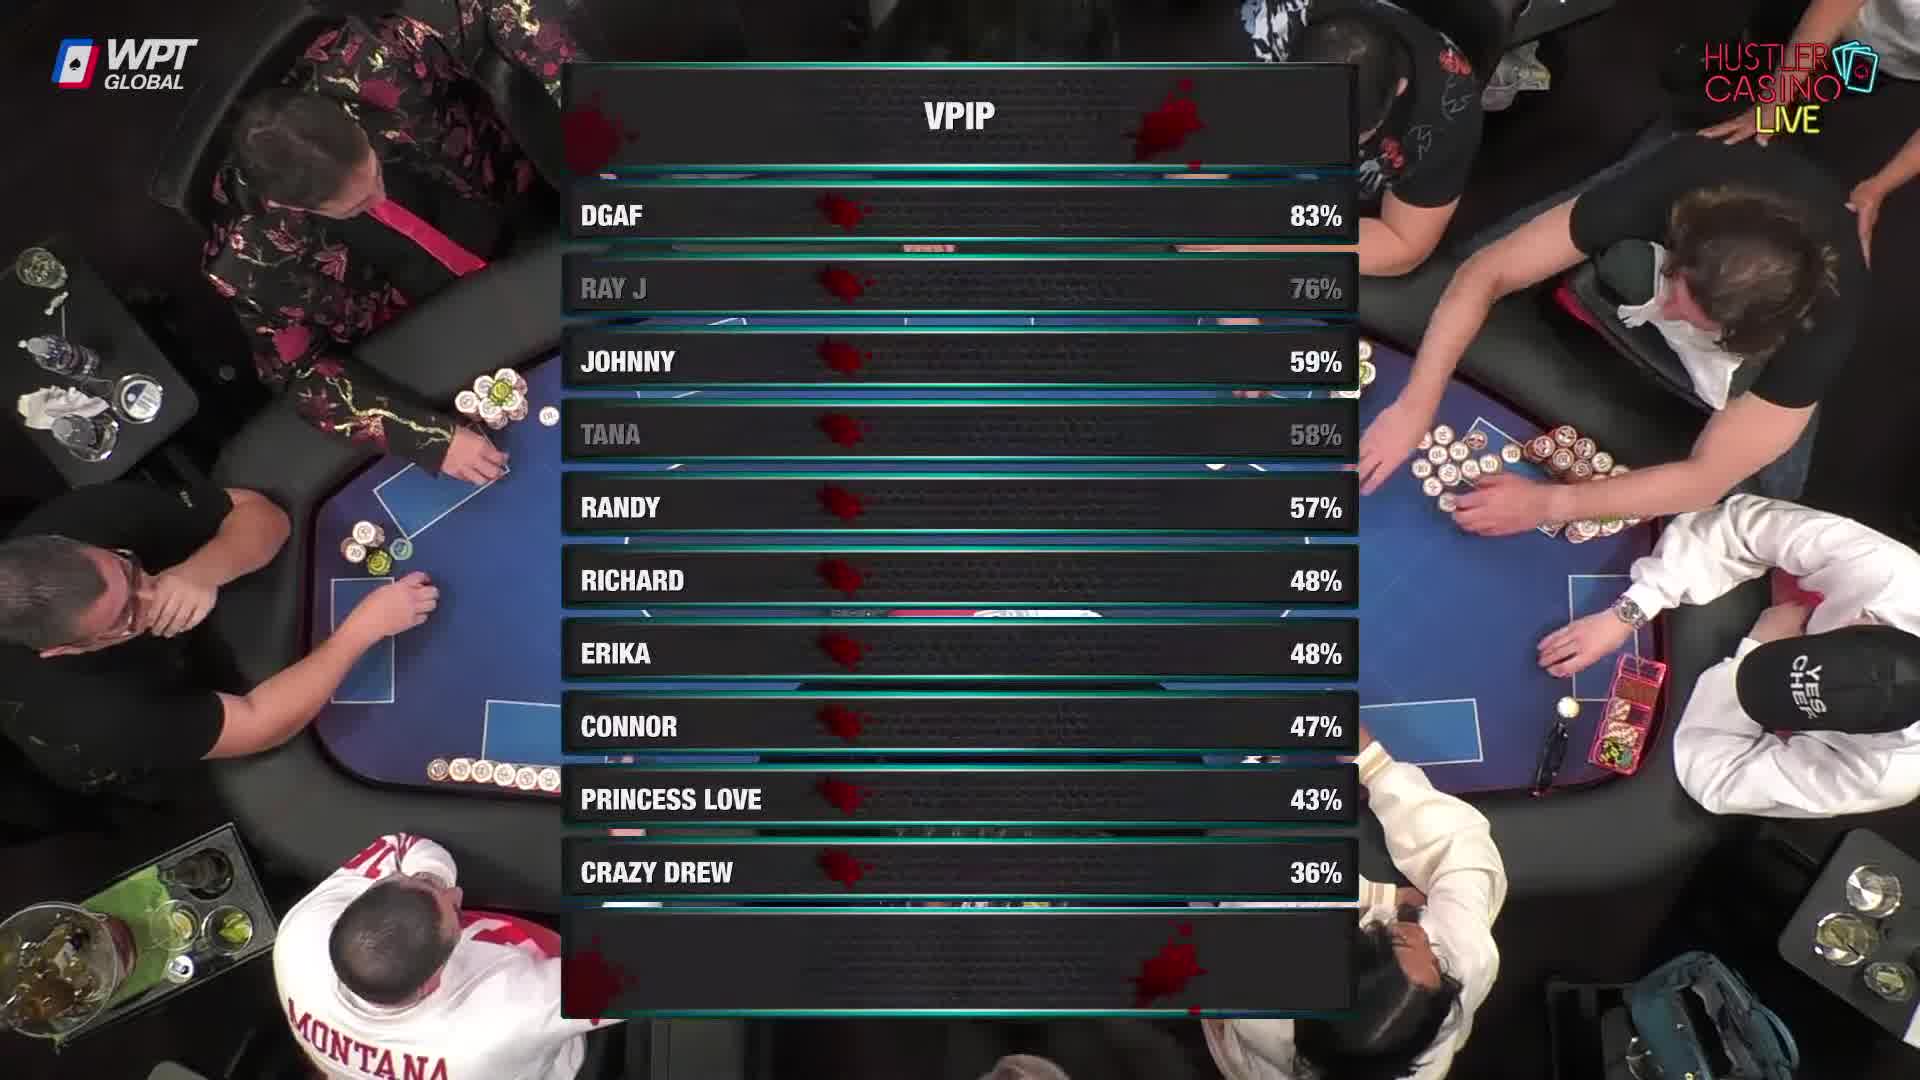 WPT
GLOBAL
HUSTLER
CASINO
LIVE
VPIP
DGAF 83%
RAY J 76%
JOHNNY 59%
TANA 58%
RANDY 57%
RICHARD 48%
ERIKA 48%
CONNOR 47%
PRINCESS LOVE 43%
CRAZY DREW 36%
YES
CHEF
MONTANA